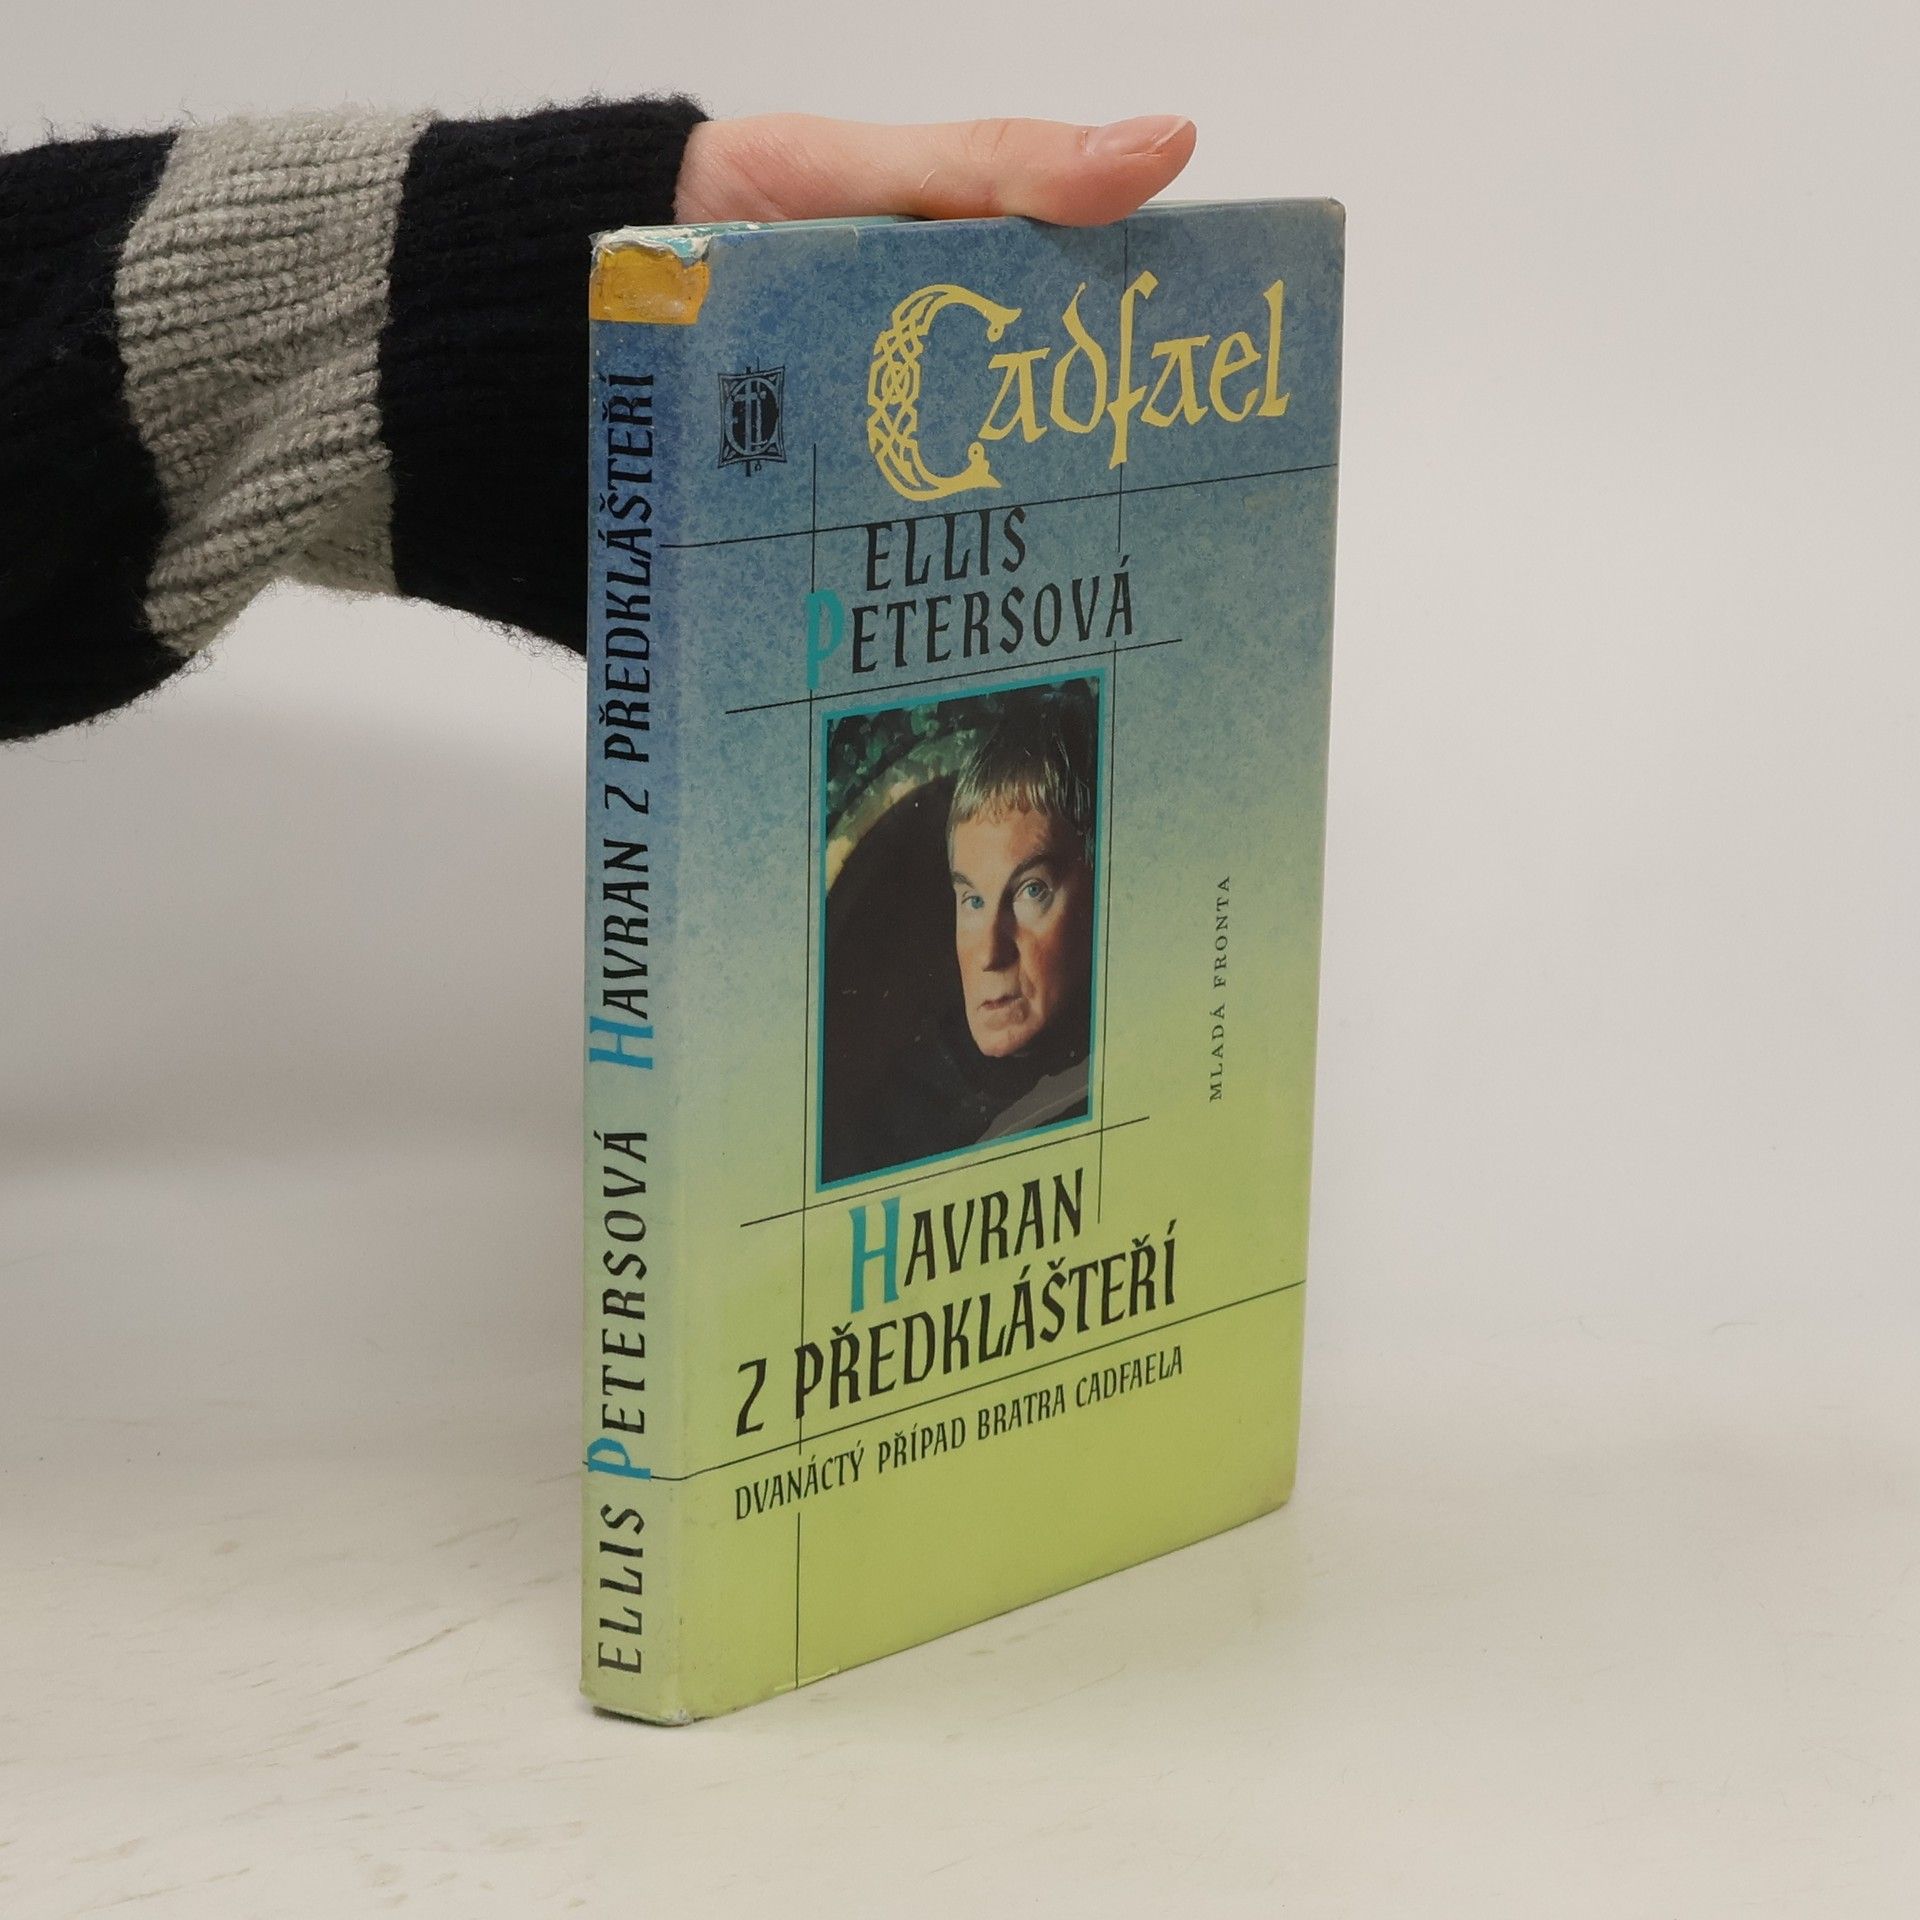 Cadfael
ELLIS
PETERSOVÁ
MLADÁ FRONTA
HAVRAN
Z PŘEDKLÁŠTEŘÍ
DVANÁCTÝ PŘÍPAD BRATRA CADFAELA
ELLIS PETERSOVÁ HAVRAN Z PŘEDKLÁŠTEŘÍ